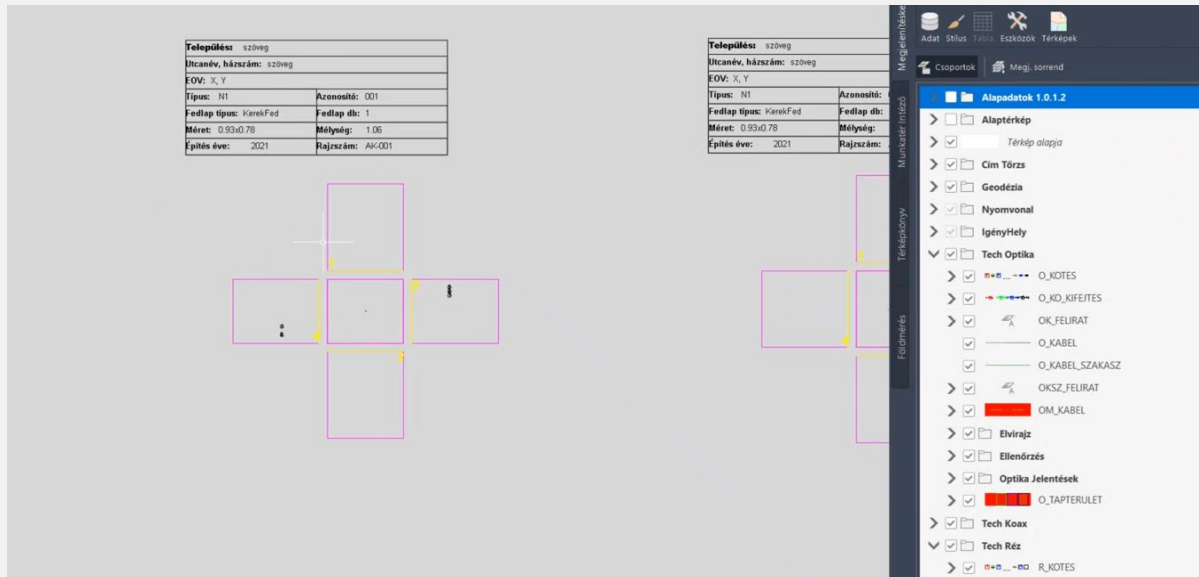 Település: szöveg
Utcanév, házszám: szöveg
EOV: X, Y
Típus: N1 Azonosító: 001
Fedlap típus: KerekFed Fedlap db: 1
Méret: 0.93x0.78 Mélység: 1.06
Építés éve: 2021 Rajzszám: AK-001
Település: szöveg
Utcanév, házszám: szöveg
EOV: X, Y
Típus: N1 Azonosító:
Fedlap típus: KerekFed Fedlap db:
Méret: 0.93x0.78 Mélység:
Építés éve: 2021 Rajzszám:
Munkatér Intéző
Térképkönyv
Földmérés
Adat Stílus Tábla Eszközök Térképek
Csoportok Megj. sorrend
Alapadatok 1.0.1.2
Alaptérkép
Térkép alapja
Cím Törzs
Geodézia
Nyomvonal
IgényHely
Tech Optika
O_KOTES
O_KO_KIFEJTES
OK_FELIRAT
O_KABEL
O_KABEL_SZAKASZ
OKSZ_FELIRAT
OM_KABEL
Elvirajz
Ellenőrzés
Optika Jelentések
O_TAPTERULET
Tech Koax
Tech Réz
R_KOTES